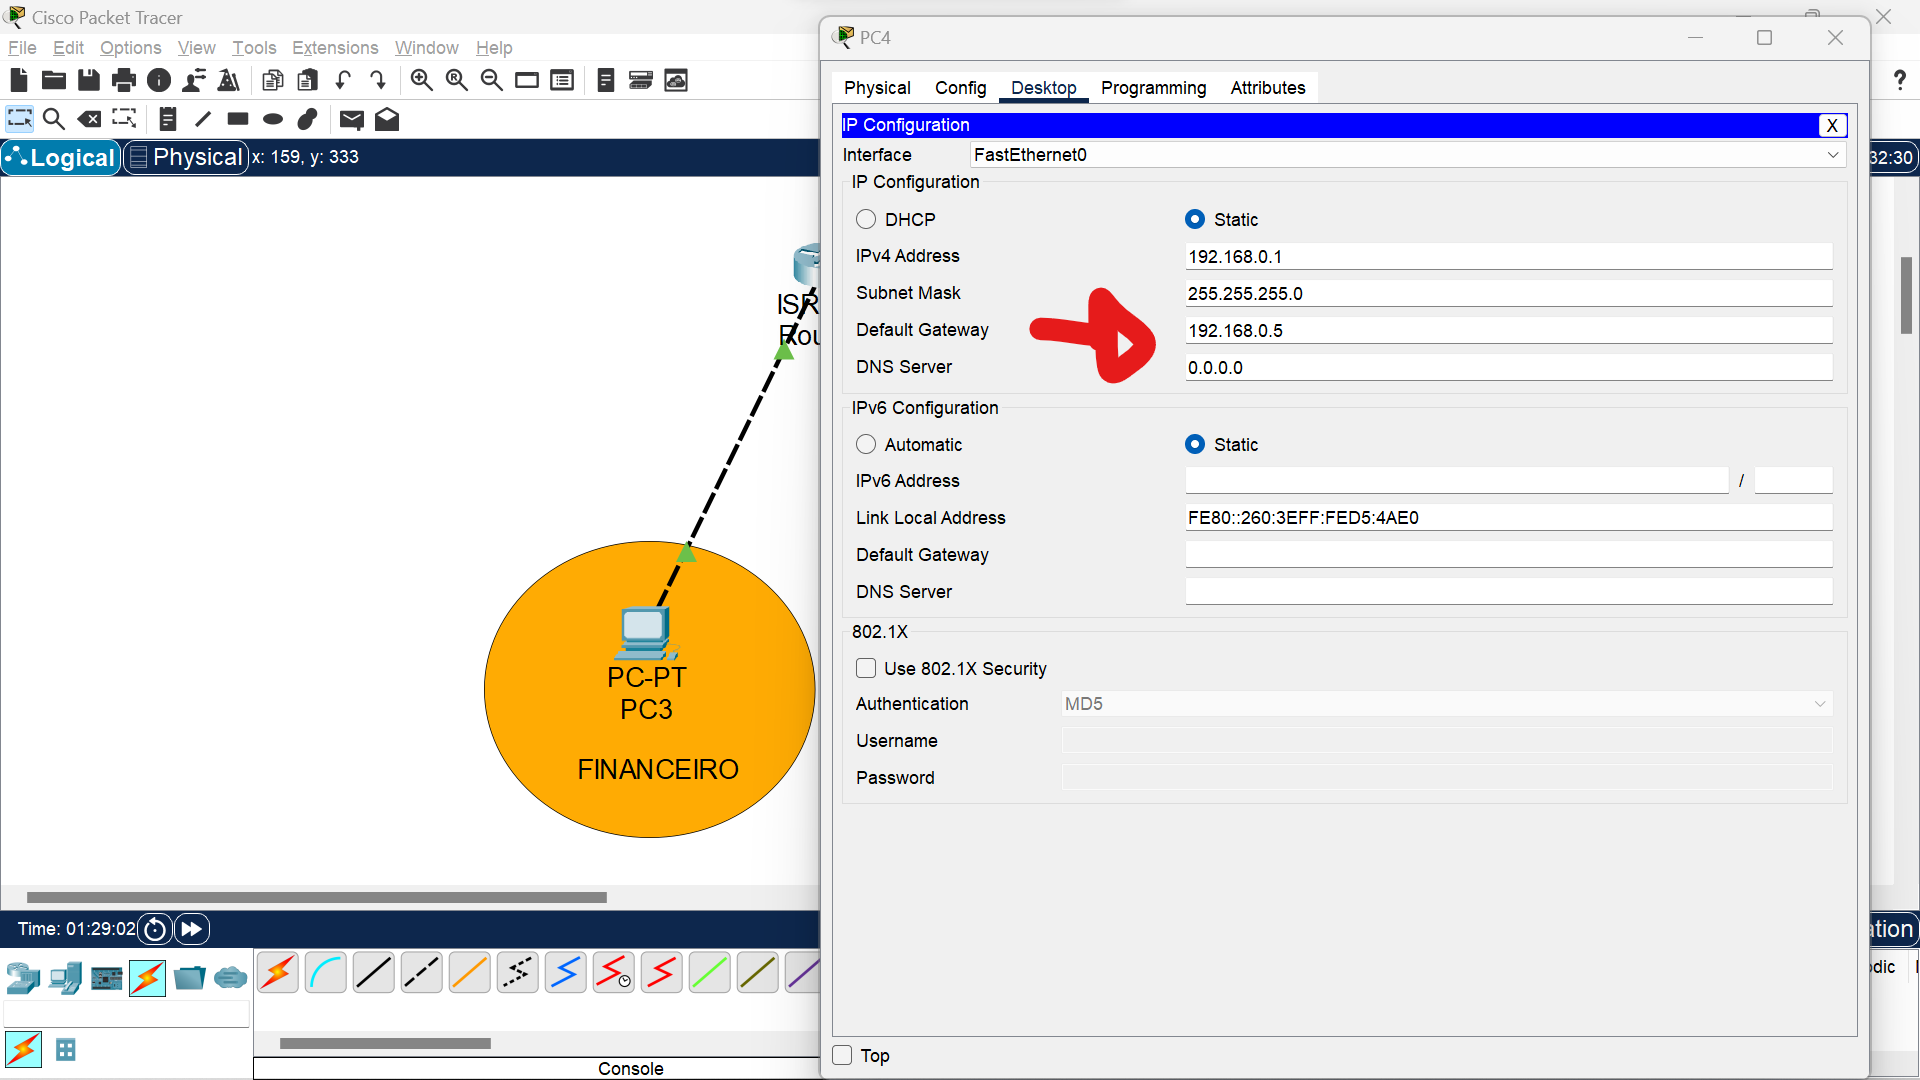 Cisco Packet Tracer
File Edit Options View Tools Extensions Window Help
Logical Physical x: 159, y: 333
32:30
ISR
Rou
PC-PT
PC3
FINANCEIRO
Time: 01:29:02
Console
PC4
Physical Config Desktop Programming Attributes
IP Configuration X
Interface FastEthernet0
IP Configuration
DHCP Static
IPv4 Address 192.168.0.1
Subnet Mask 255.255.255.0
Default Gateway 192.168.0.5
DNS Server 0.0.0.0
IPv6 Configuration
Automatic Static
IPv6 Address /
Link Local Address FE80::260:3EFF:FED5:4AE0
Default Gateway
DNS Server
802.1X
Use 802.1X Security
Authentication MD5
Username
Password
Top
?
ation
odic